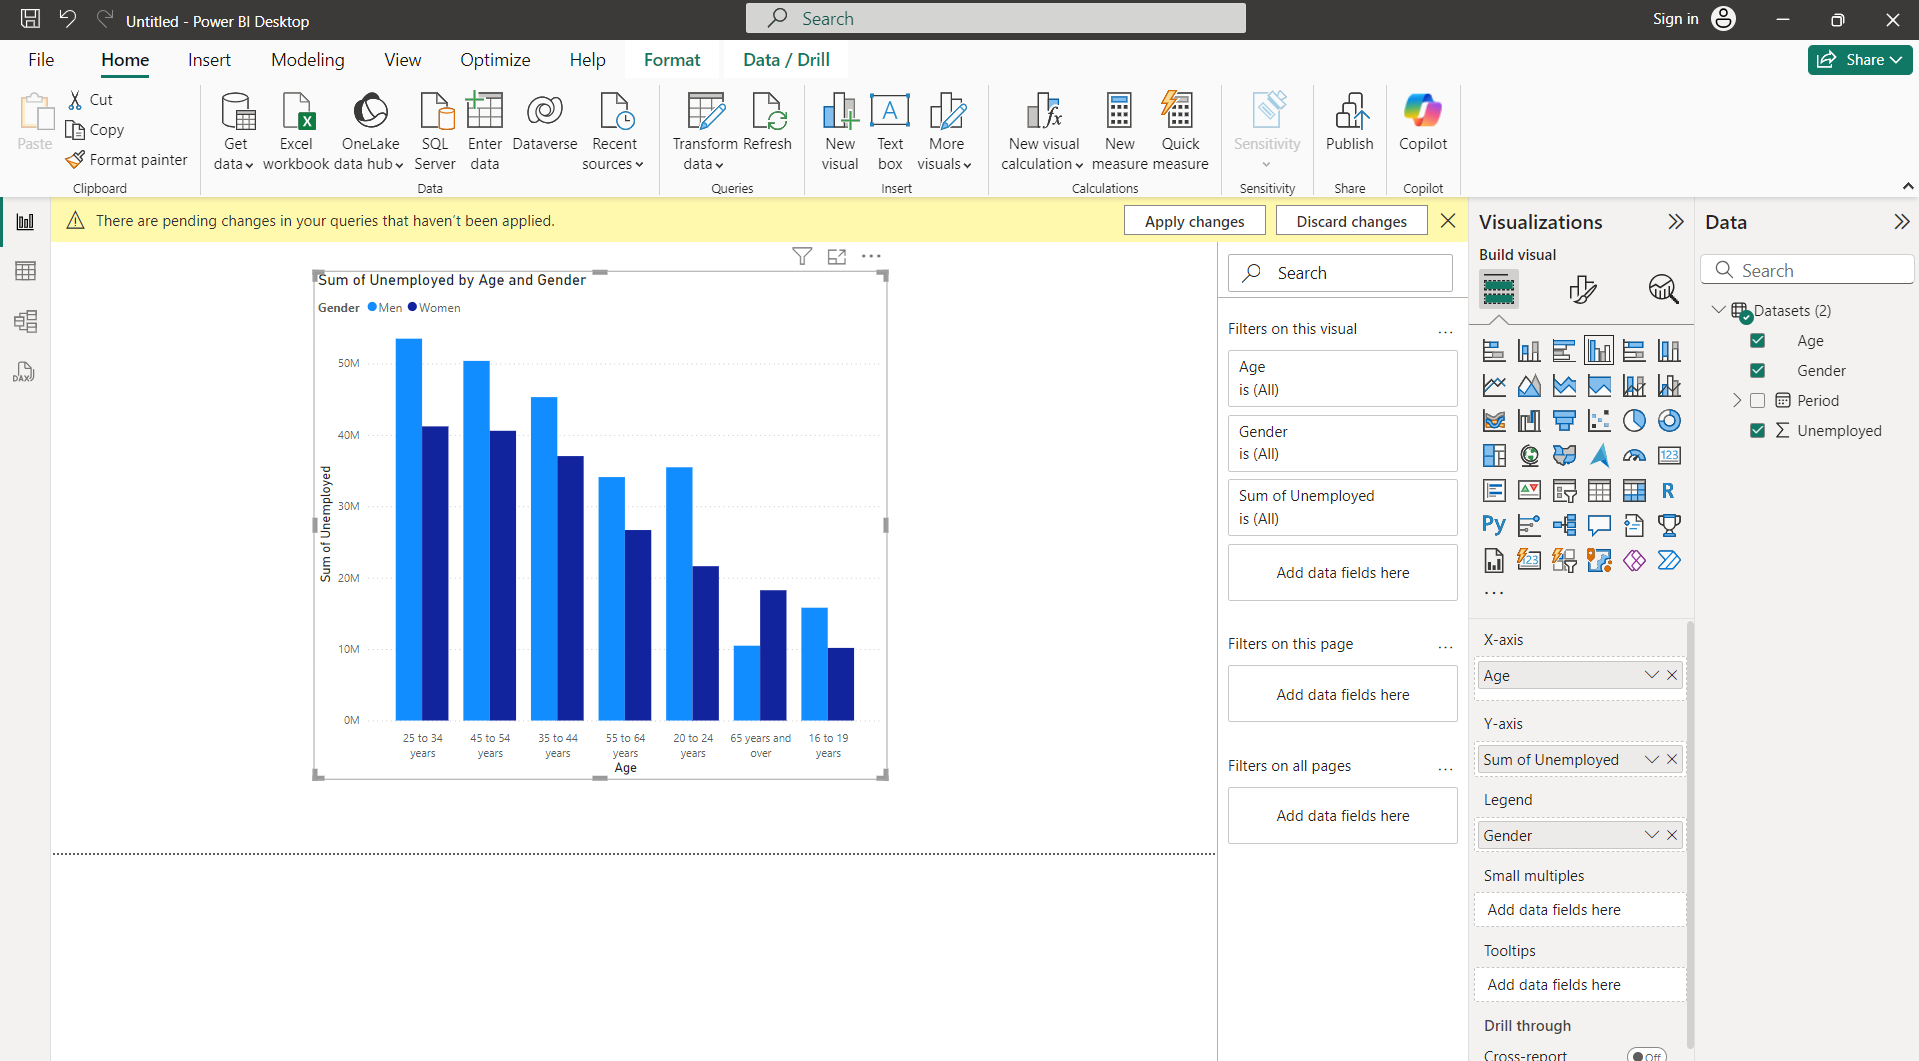 Untitled - Power BI Desktop
Search
Sign in
File
Home
Insert
Modeling
View
Optimize
Help
Format
Data / Drill
Share
Paste
Cut
Copy
Format painter
Clipboard
Get data
Excel workbook
OneLake data hub
SQL Server
Enter data
Dataverse
Recent sources
Data
Transform data
Refresh
Queries
New visual
Text box
More visuals
Insert
New visual calculation
New measure
Quick measure
Calculations
Sensitivity
Sensitivity
Publish
Share
Copilot
Copilot
There are pending changes in your queries that haven't been applied.
Apply changes
Discard changes
DAX
Sum of Unemployed by Age and Gender
Gender Men Women
Sum of Unemployed
50M
40M
30M
20M
10M
0M
25 to 34 years
45 to 54 years
35 to 44 years
55 to 64 years
20 to 24 years
65 years and over
16 to 19 years
Age
Search
Filters on this visual
Age
is (All)
Gender
is (All)
Sum of Unemployed
is (All)
Add data fields here
Filters on this page
Add data fields here
Filters on all pages
Add data fields here
Visualizations
Build visual
123
R
Py
123
X-axis
Age
Y-axis
Sum of Unemployed
Legend
Gender
Small multiples
Add data fields here
Tooltips
Add data fields here
Drill through
Cross-report
Off
Data
Search
Datasets (2)
Age
Gender
Period
Unemployed